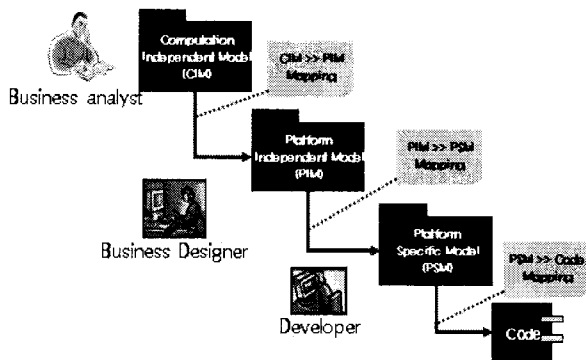 Computation
Independent Model
(CIM)
CIM >> PIM
Mapping
Business analyst
Platform
Independent Model
(PIM)
PIM >> PSM
Mapping
Business Designer
Platform
Specific Model
(PSM)
PSM >> Code
Mapping
Developer
Code